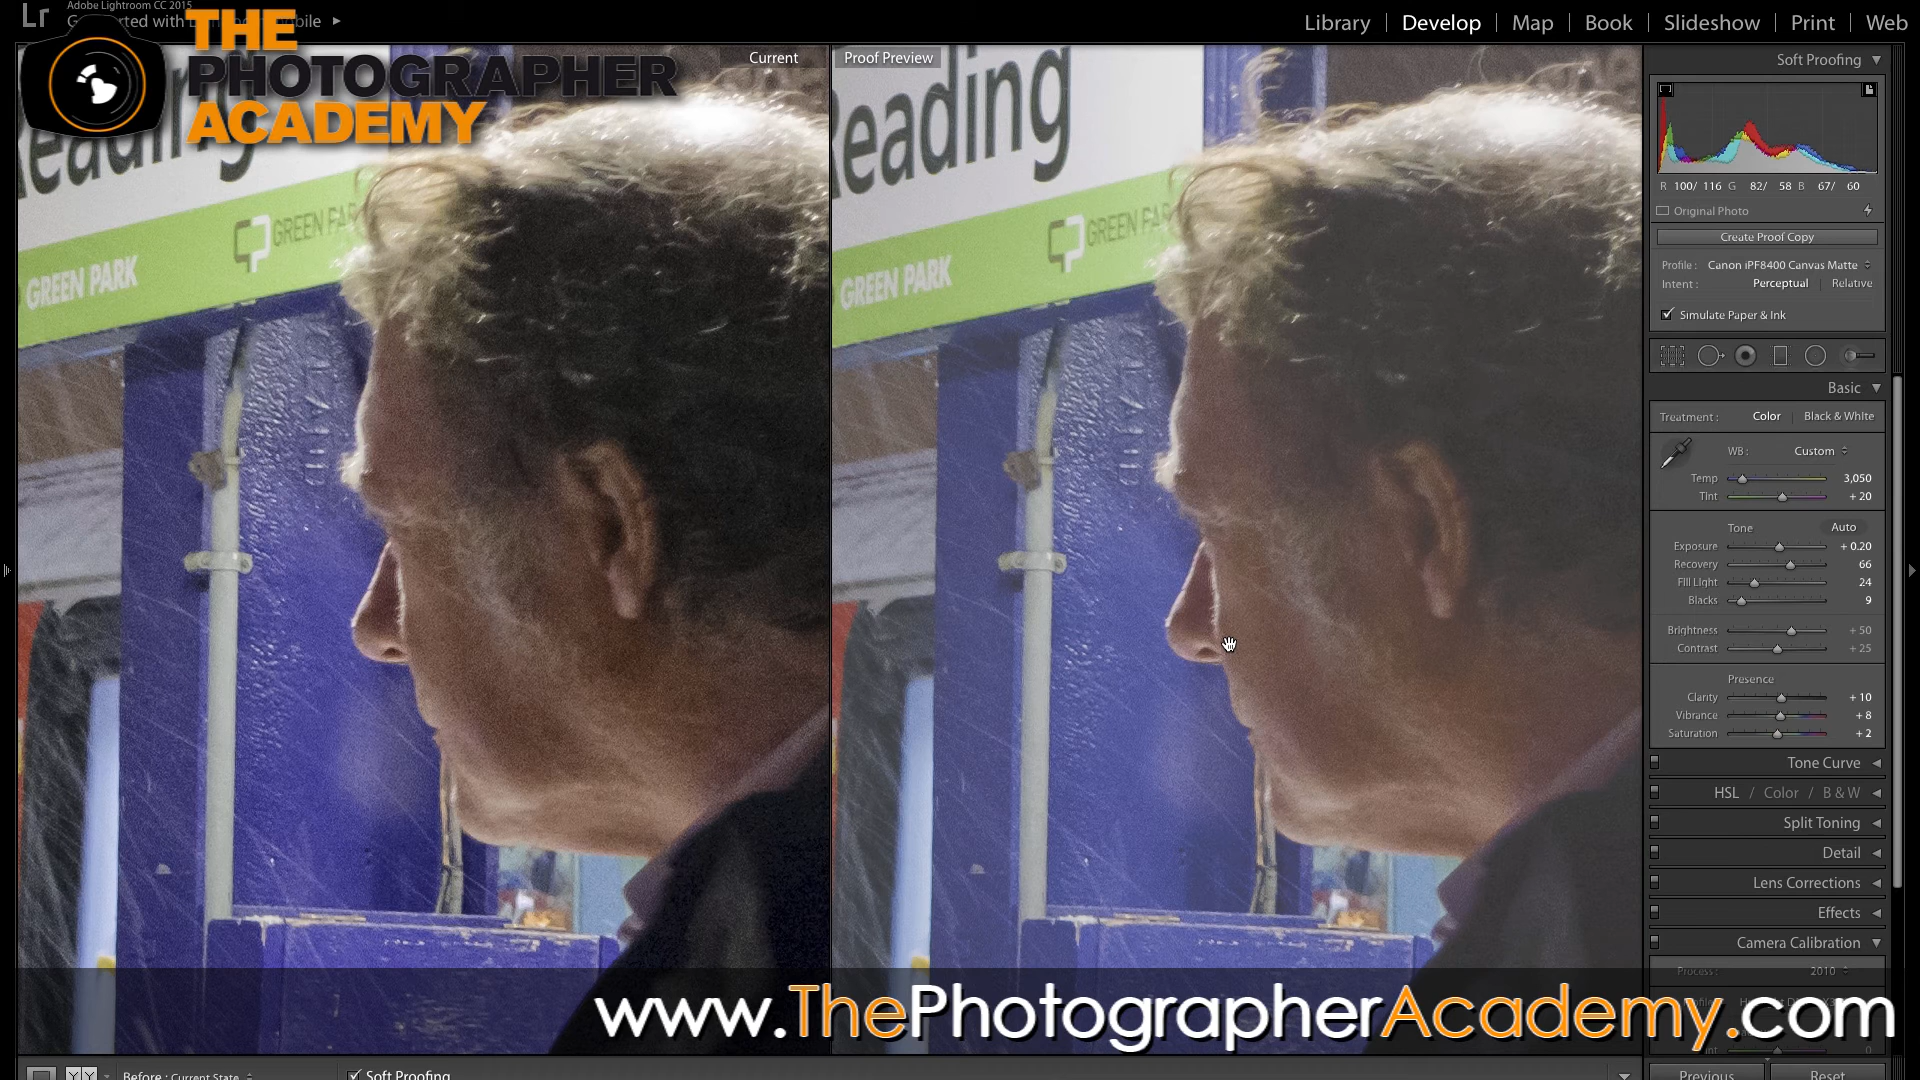 Adobe Lightroom CC 2015
Library | Develop | Map | Book | Slideshow | Print | Web
THE
PHOTOGRAPHER
ACADEMY
Current
Proof Preview
Reading
GREEN PARK
GREEN PARK
eading
GREEN PARK
GREEN PAR
Soft Proofing
R 100/ 116 G 82/ 58 B 67/ 60
Original Photo
Create Proof Copy
Profile : Canon iPF8400 Canvas Matte
Intent : Perceptual | Relative
Simulate Paper & Ink
Basic
Treatment : Color | Black & White
WB : Custom
Temp 3,050
Tint + 20
Tone Auto
Exposure + 0.20
Recovery 66
Fill Light 24
Blacks 9
Brightness + 50
Contrast + 25
Presence
Clarity + 10
Vibrance + 8
Saturation + 2
Tone Curve
HSL / Color / B & W
Split Toning
Detail
Lens Corrections
Effects
Camera Calibration
Process : 2010
www.ThePhotographerAcademy.com
Before : Current State
Soft Proofing
Previous
Reset